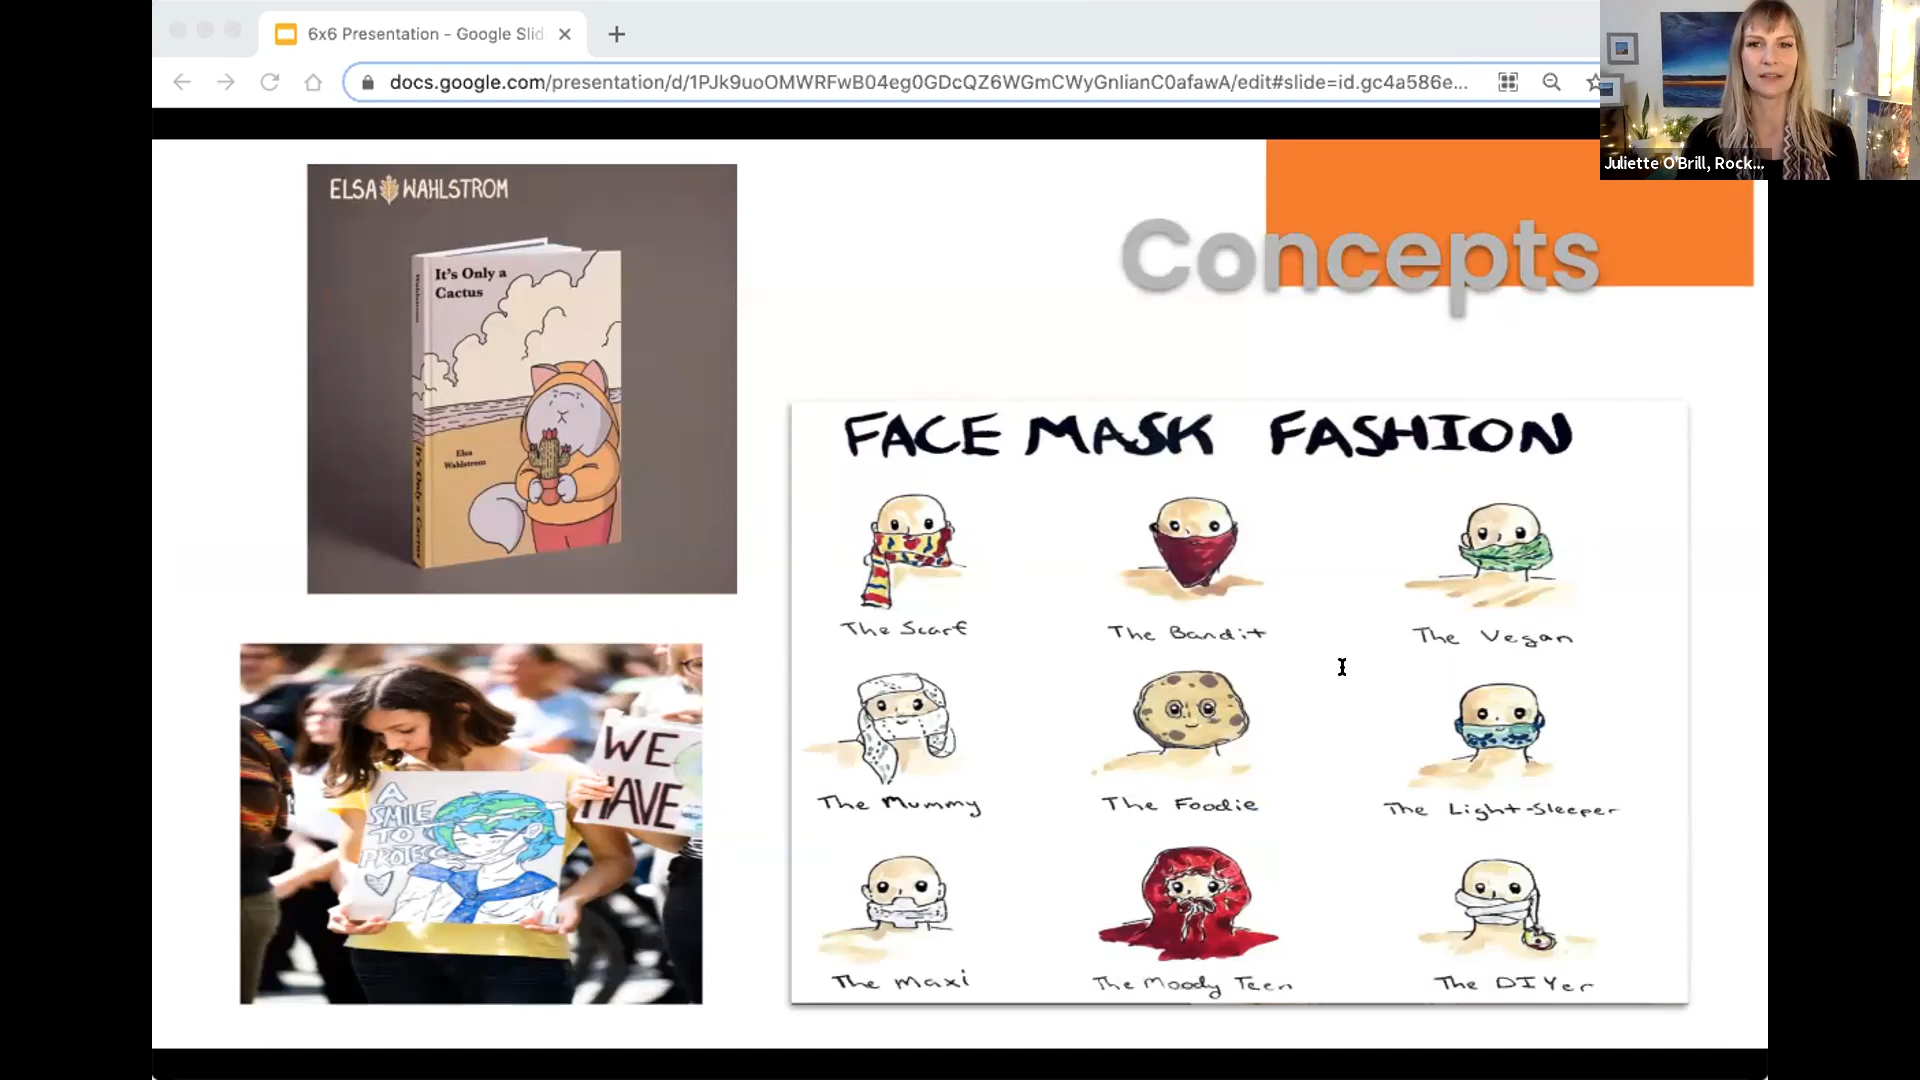 6x6 Presentation - Google Slid
docs.google.com/presentation/d/1PJk9uoOMWRFwB04eg0GDcQZ6WGmCWyGnIianC0afawA/edit#slide=id.gc4a586e...
Juliette O'Brill, Rock...
ELSA WAHLSTROM
It's Only a
Cactus
Elsa
Wahlstrom
Wahlstrom
It's Only a Cactus
Concepts
FACE MASK FASHION
The Scarf
The Bandit
The Vegan
The Mummy
The Foodie
The Light-Sleeper
The Maxi
The Moody Teen
The DIYer
A
SMILE
TO
PROTECT
WE
HAVE